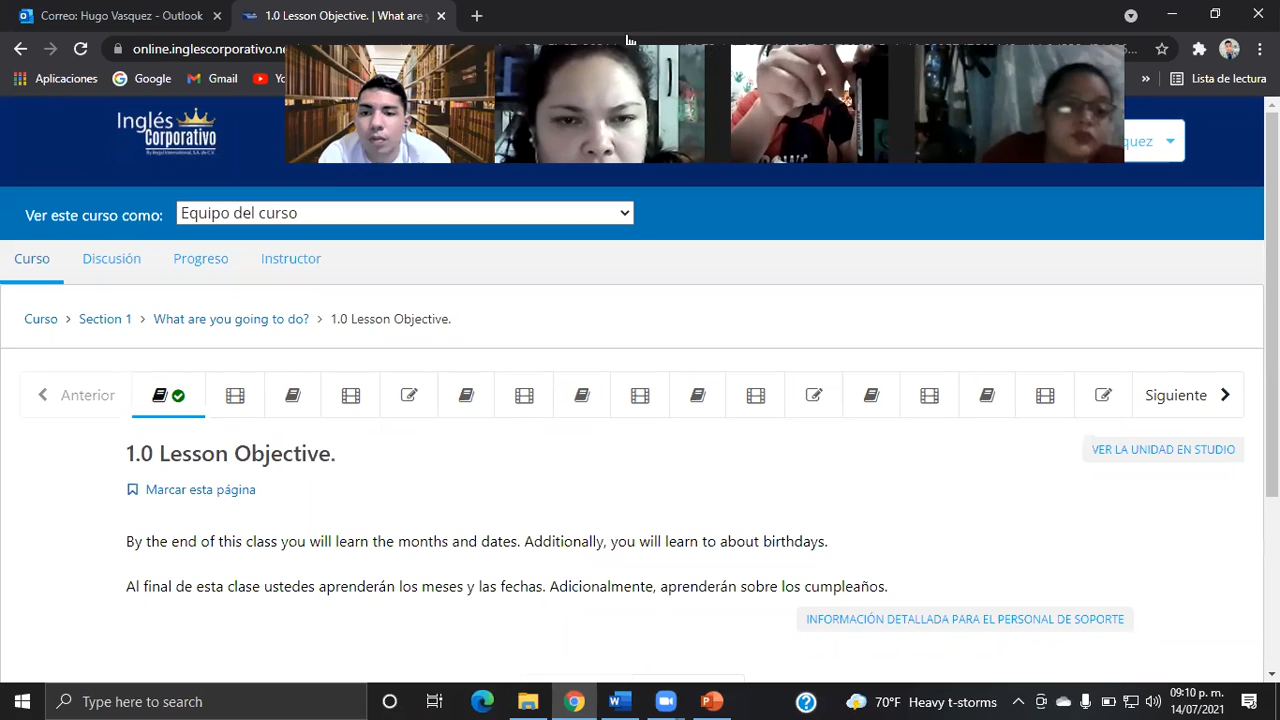 Correo: Hugo Vasquez - Outlook
1.0 Lesson Objective. | What are
online.inglescorporativo.ne
Aplicaciones
Google
Gmail
Lista de lectura
Inglés
Corporativo
quez
Ver este curso como:
Equipo del curso
Curso
Discusión
Progreso
Instructor
Curso > Section 1 > What are you going to do? > 1.0 Lesson Objective.
Anterior
Siguiente
1.0 Lesson Objective.
VER LA UNIDAD EN STUDIO
Marcar esta página
By the end of this class you will learn the months and dates. Additionally, you will learn to about birthdays.
Al final de esta clase ustedes aprenderán los meses y las fechas. Adicionalmente, aprenderán sobre los cumpleaños.
INFORMACIÓN DETALLADA PARA EL PERSONAL DE SOPORTE
Type here to search
70°F Heavy t-storms
09:10 p. m.
14/07/2021